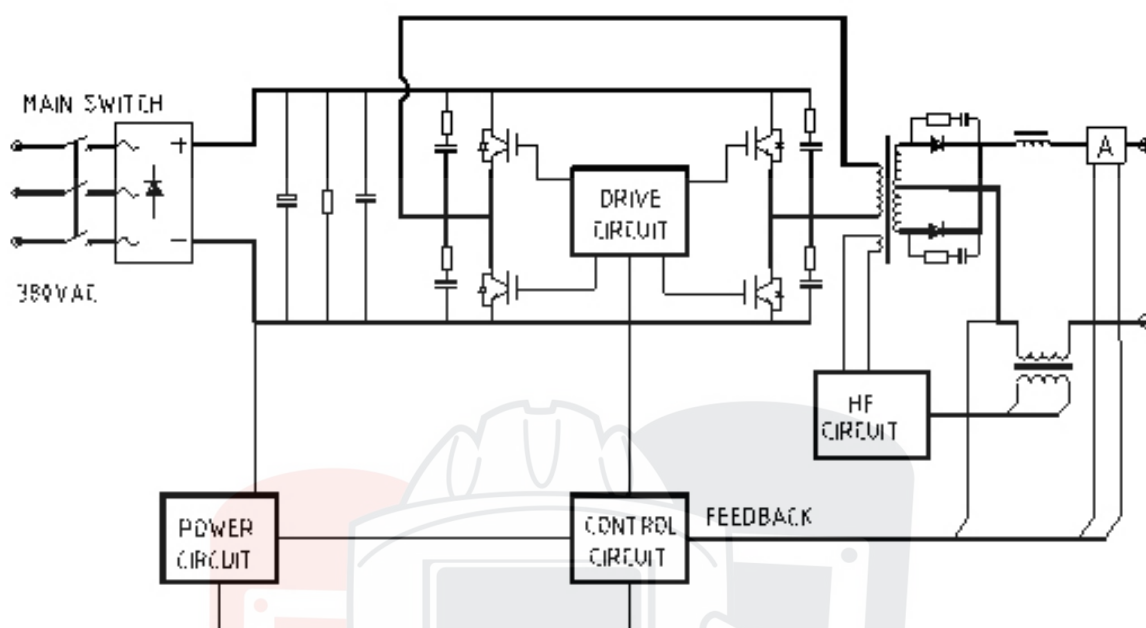 MAIN SWITCH
+
−
380VAC
DRIVE
CIRCUIT
A
HF
CIRCUIT
POWER
CIRCUIT
CONTROL
CIRCUIT
FEEDBACK